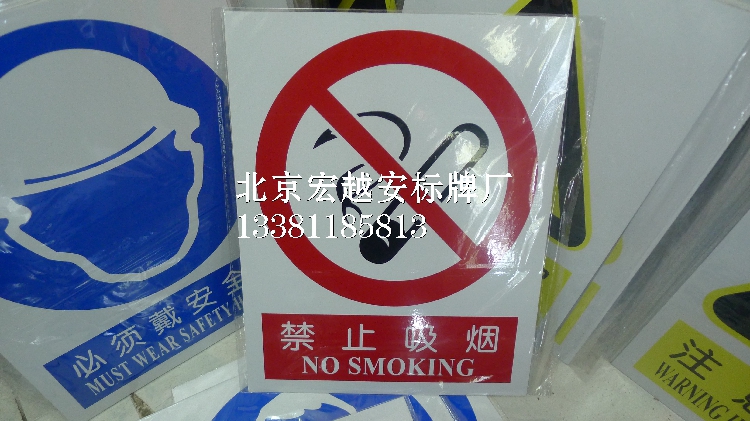 必须戴安全
MUST WEAR SAFETY
北京宏越安标牌厂
13381185813
禁止吸烟
NO SMOKING
注
WARNING